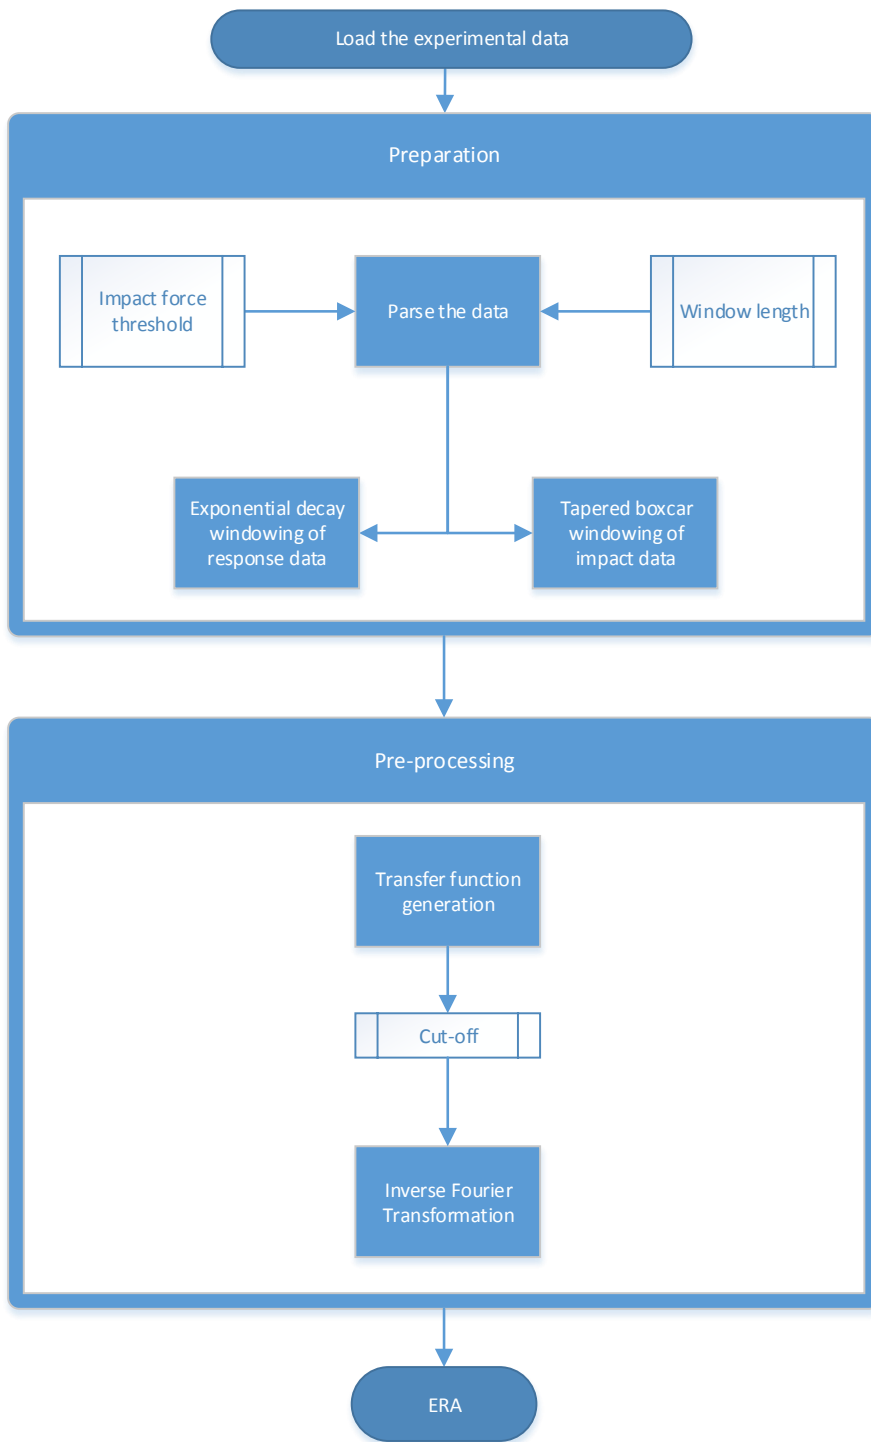 Load the experimental data
Preparation
Impact force
threshold
Parse the data
Window length
Exponential decay
windowing of
response data
Tapered boxcar
windowing of
impact data
Pre-processing
Transfer function
generation
Cut-off
Inverse Fourier
Transformation
ERA